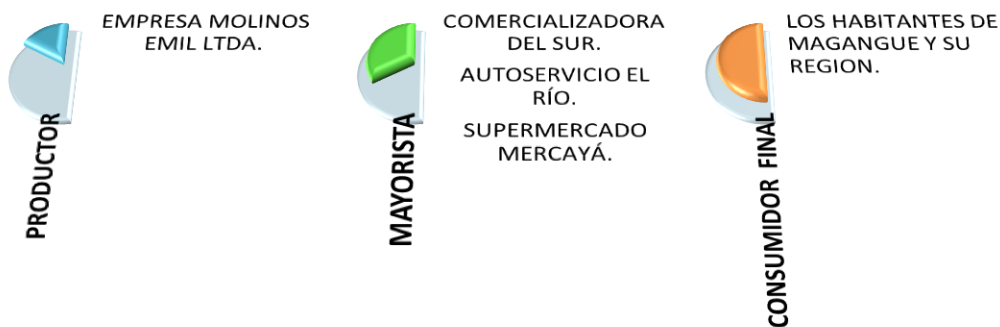 EMPRESA MOLINOS
EMIL LTDA.
PRODUCTOR
COMERCIALIZADORA
DEL SUR.
AUTOSERVICIO EL
RÍO.
SUPERMERCADO
MERCAYÁ.
MAYORISTA
LOS HABITANTES DE
MAGANGUE Y SU
REGION.
CONSUMIDOR FINAL